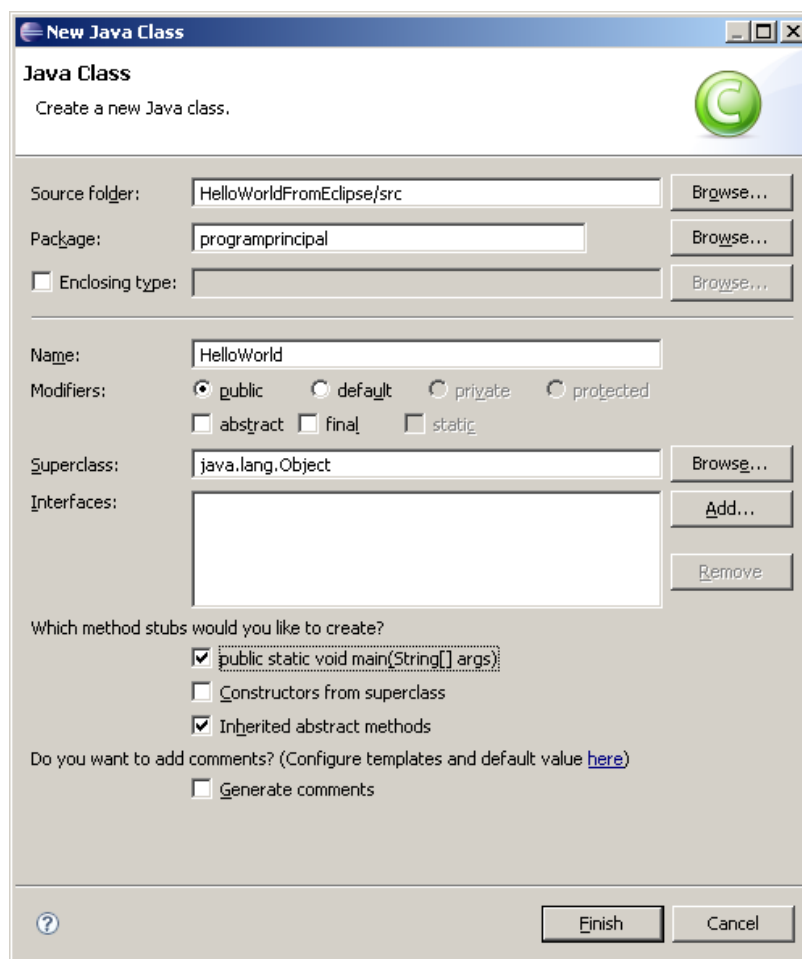 New Java Class
Java Class
Create a new Java class.
C
Source folder: HelloWorldFromEclipse/src Browse...
Package: programprincipal Browse...
Enclosing type: Browse...
Name: HelloWorld
Modifiers: public default private protected
abstract final static
Superclass: java.lang.Object Browse...
Interfaces: Add...
Remove
Which method stubs would you like to create?
public static void main(String[] args)
Constructors from superclass
Inherited abstract methods
Do you want to add comments? (Configure templates and default value here)
Generate comments
? Finish Cancel